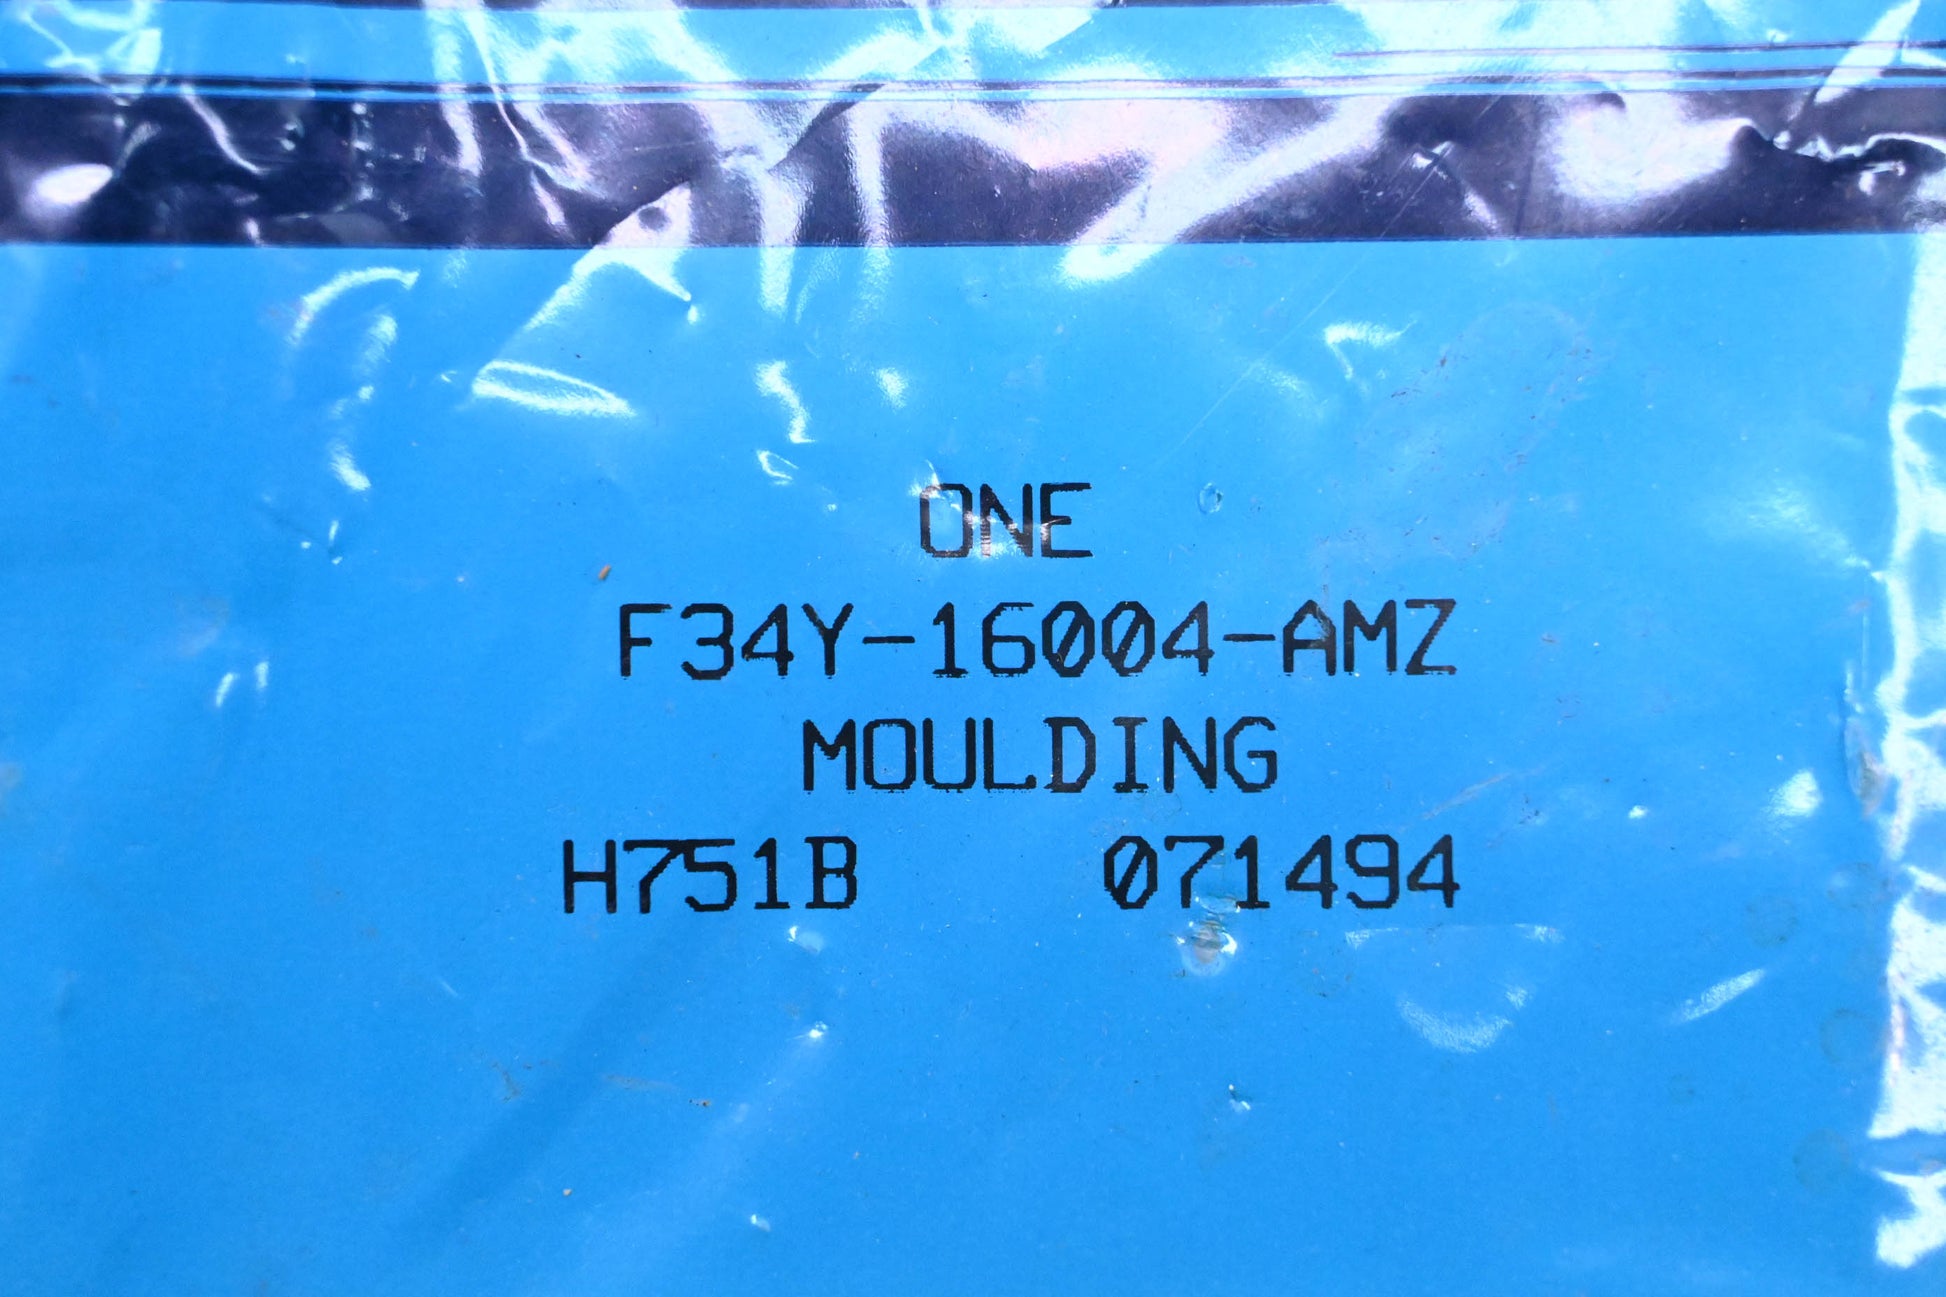 ONE
F34Y-16004-AMZ
MOULDING
H751B 071494